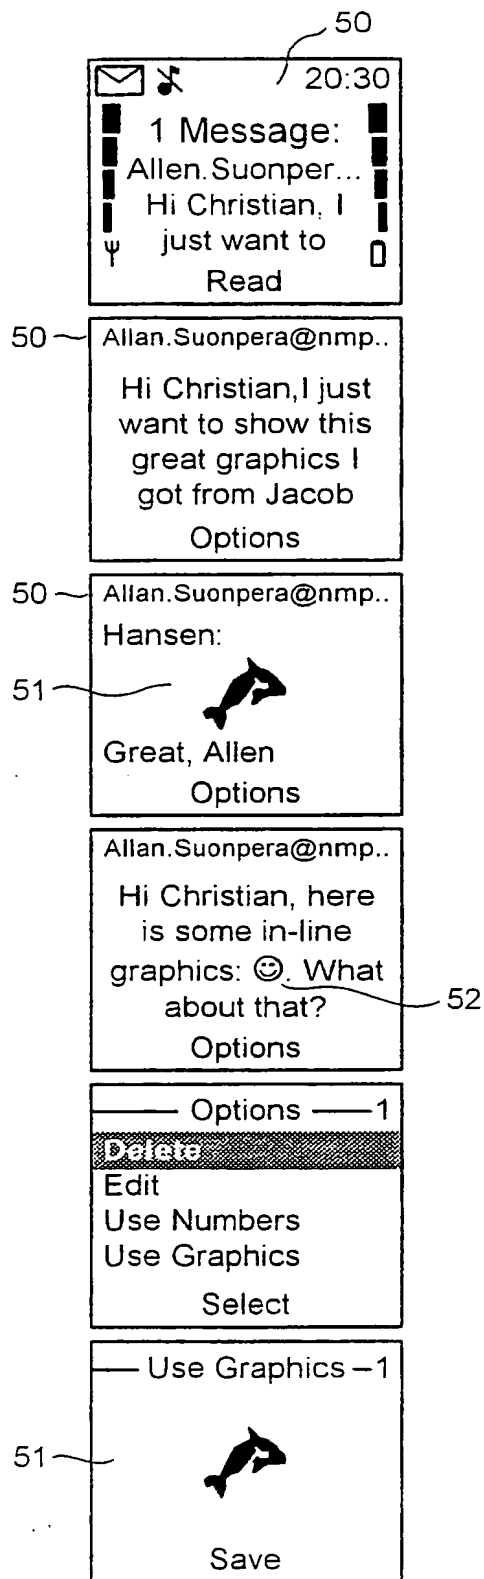 50
20:30
1 Message:
Allen.Suonper...
Hi Christian, I
just want to
Read
50
Allan.Suonpera@nmp..
Hi Christian,I just
want to show this
great graphics I
got from Jacob
Options
50
Allan.Suonpera@nmp..
Hansen:
51
Great, Allen
Options
Allan.Suonpera@nmp..
Hi Christian, here
is some in-line
graphics: ☺. What
about that?
52
Options
Options 1
Delete
Edit
Use Numbers
Use Graphics
Select
Use Graphics 1
51
Save